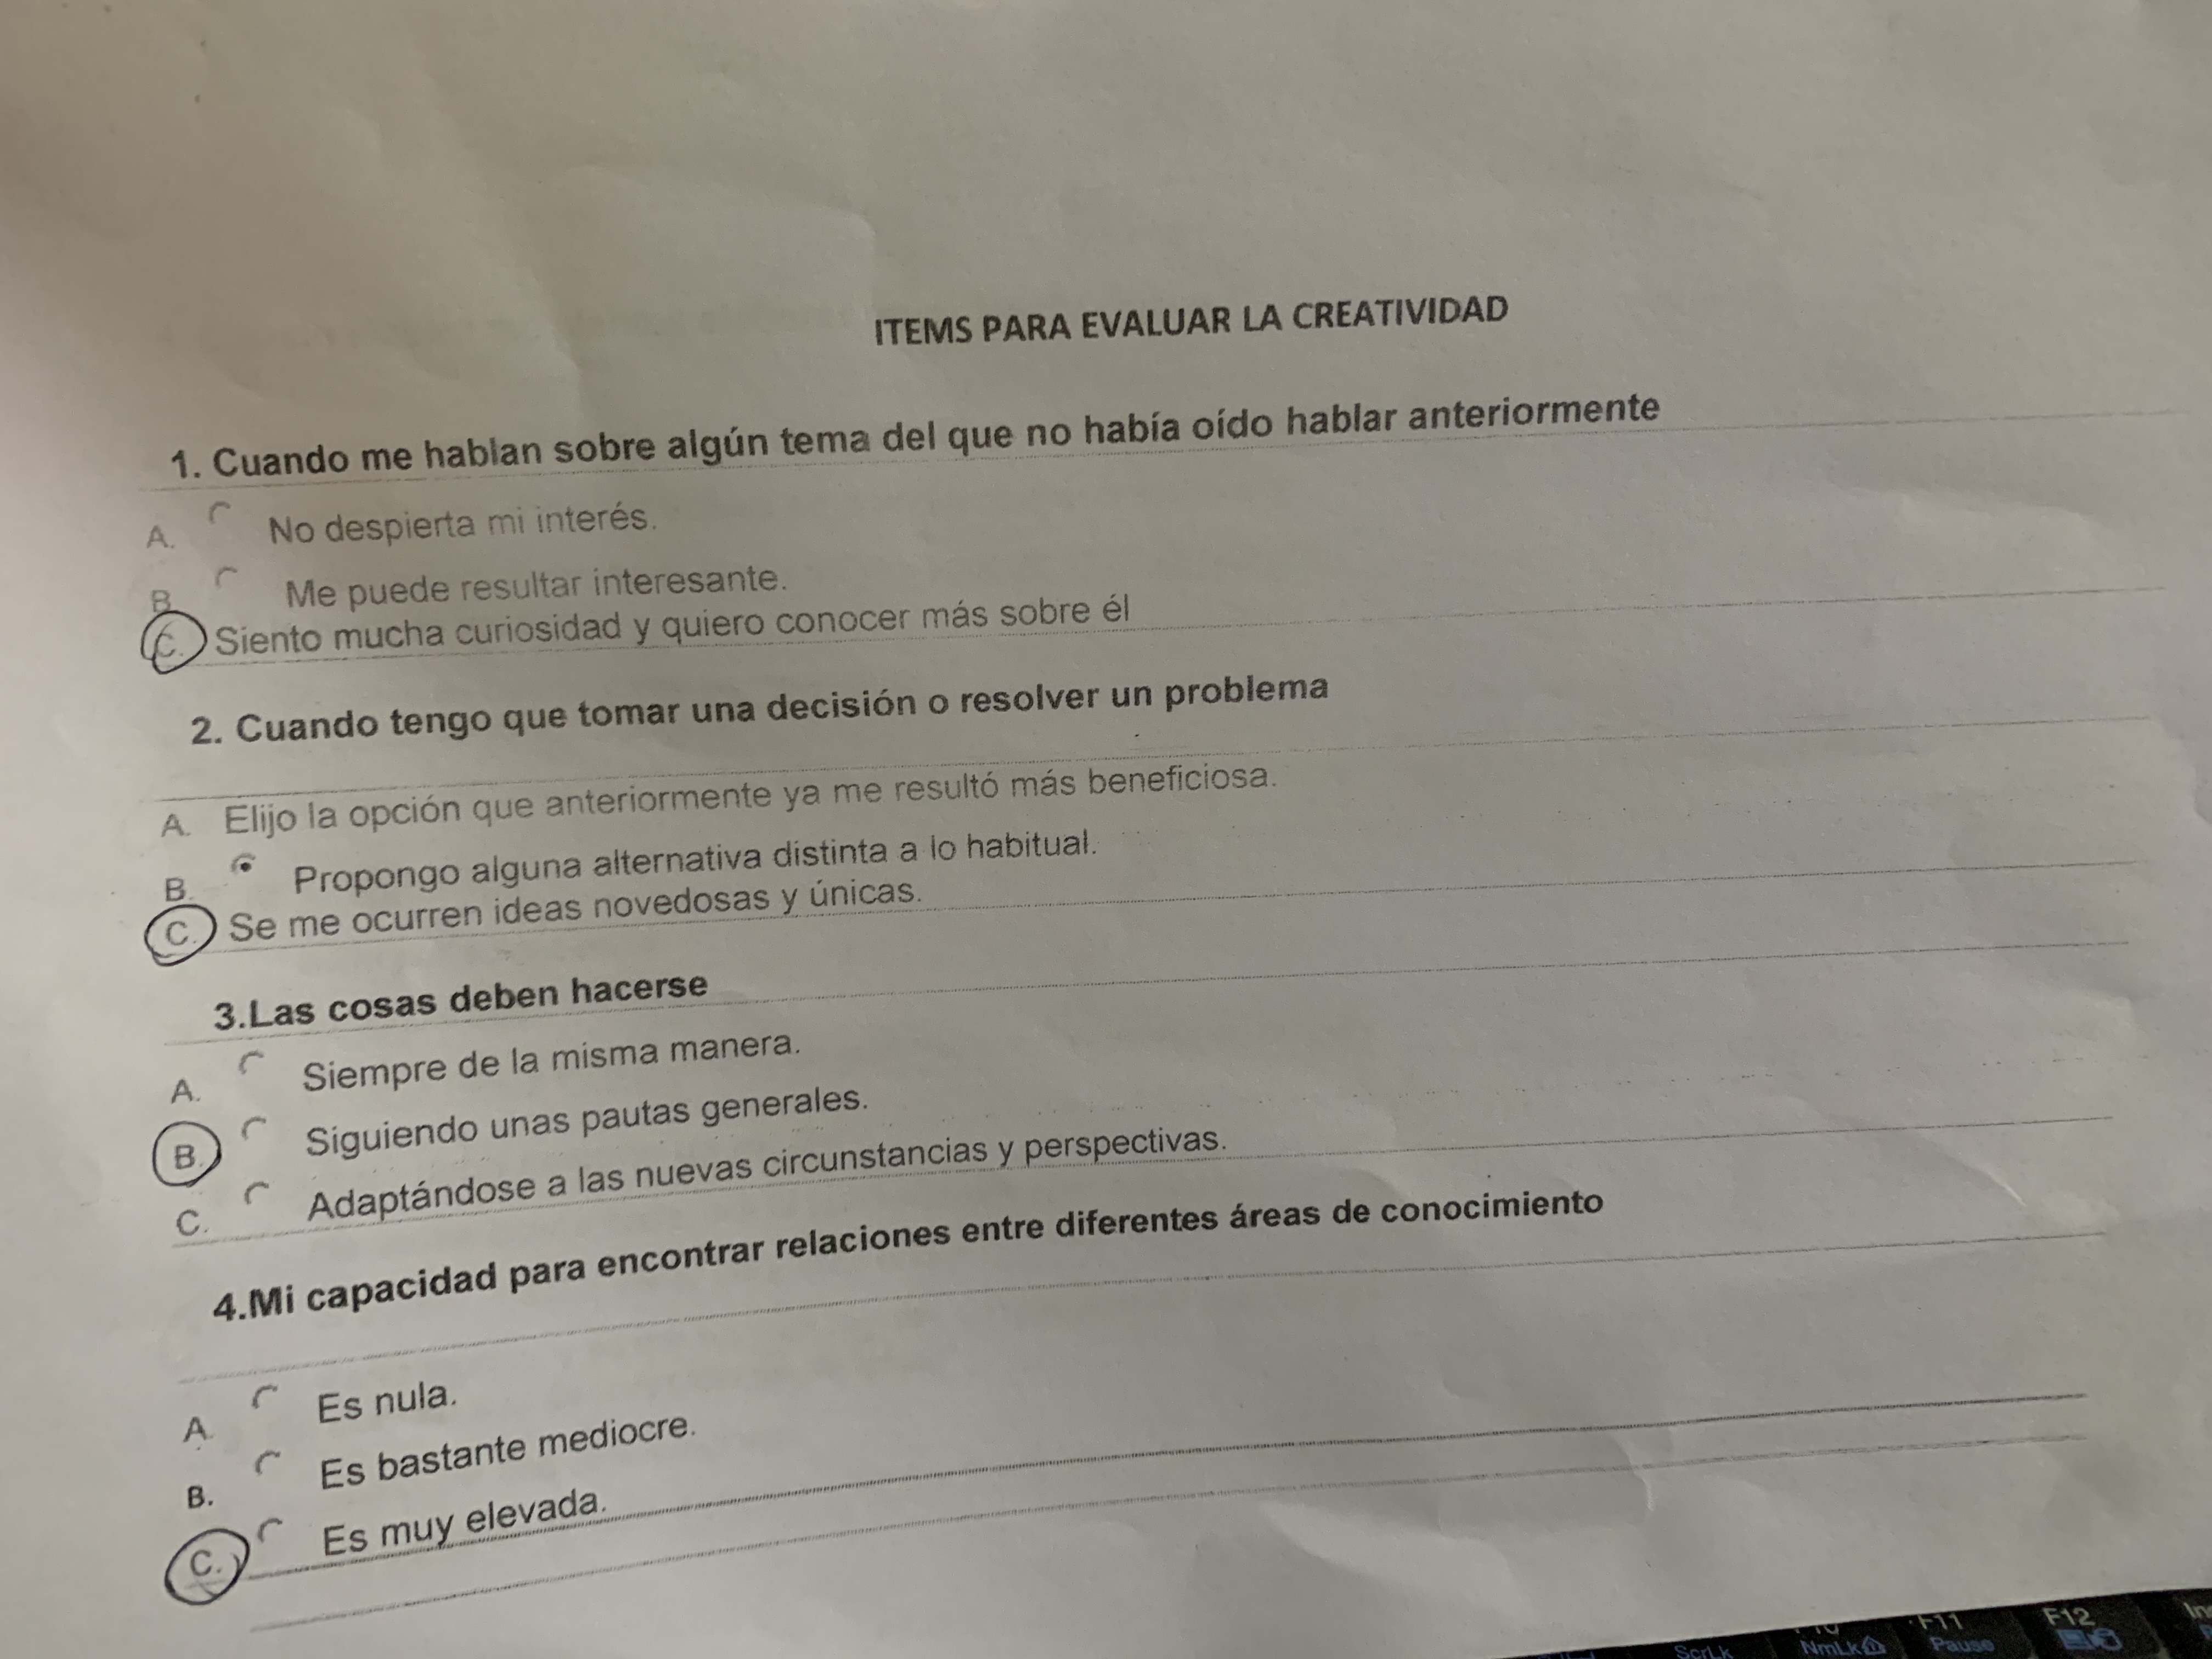 ITEMS PARA EVALUAR LA CREATIVIDAD
1. Cuando me hablan sobre algún tema del que no había oído hablar anteriormente
A. No despierta mi interés.
B. Me puede resultar interesante.
C. Siento mucha curiosidad y quiero conocer más sobre él
2. Cuando tengo que tomar una decisión o resolver un problema
A. Elijo la opción que anteriormente ya me resultó más beneficiosa.
B. Propongo alguna alternativa distinta a lo habitual.
C. Se me ocurren ideas novedosas y únicas.
3.Las cosas deben hacerse
A. Siempre de la misma manera.
B. Siguiendo unas pautas generales.
C. Adaptándose a las nuevas circunstancias y perspectivas.
4.Mi capacidad para encontrar relaciones entre diferentes áreas de conocimiento
A. Es nula.
B. Es bastante mediocre.
C. Es muy elevada.
F11 F12
ScrLk NmLk Pause